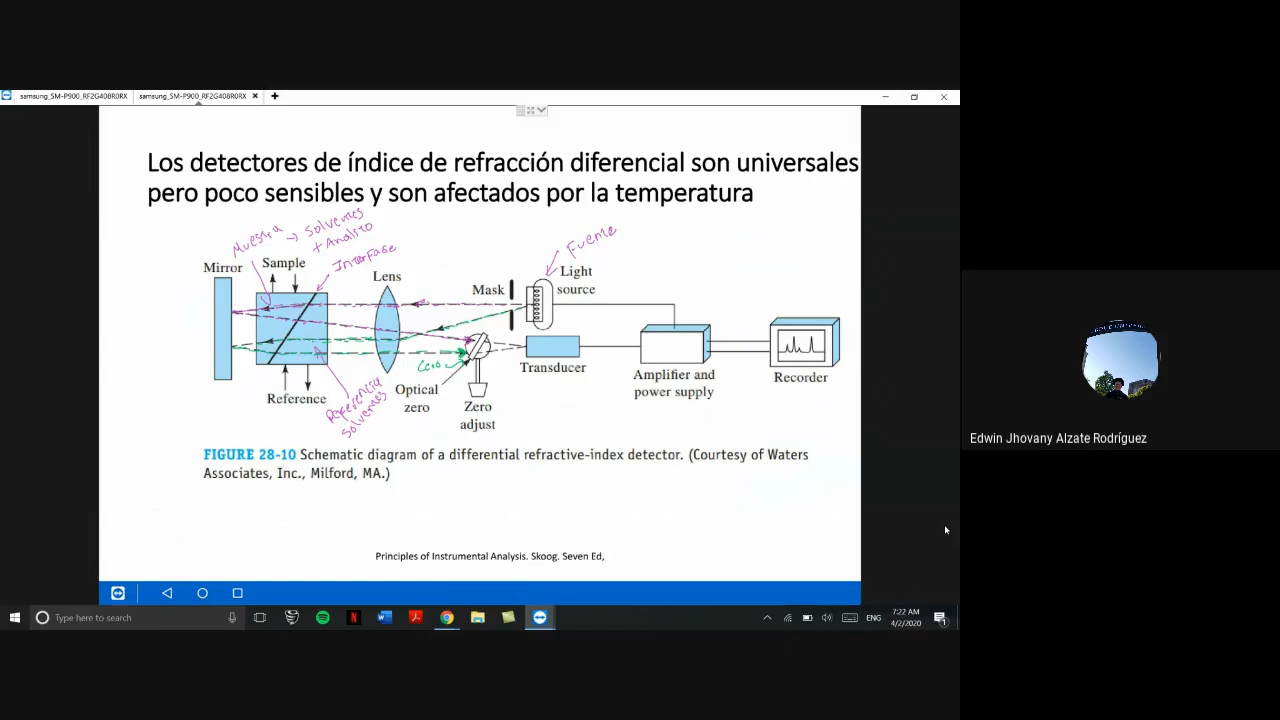 samsung_SM-P900_RF2G408R0RX
samsung_SM-P900_RF2G408R0RX
Los detectores de índice de refracción diferencial son universales
pero poco sensibles y son afectados por la temperatura
Muestra → Solventes
+ Analito
Interfase
Fuente
Mirror
Sample
Lens
Mask
Light
source
Cero
Transducer
Reference
Optical
zero
Zero
adjust
Amplifier and
power supply
Recorder
Referencia
Solventes
FIGURE 28-10 Schematic diagram of a differential refractive-index detector. (Courtesy of Waters
Associates, Inc., Milford, MA.)
Principles of Instrumental Analysis. Skoog. Seven Ed,
Edwin Jhovany Alzate Rodríguez
Type here to search
ENG
7:22 AM
4/2/2020